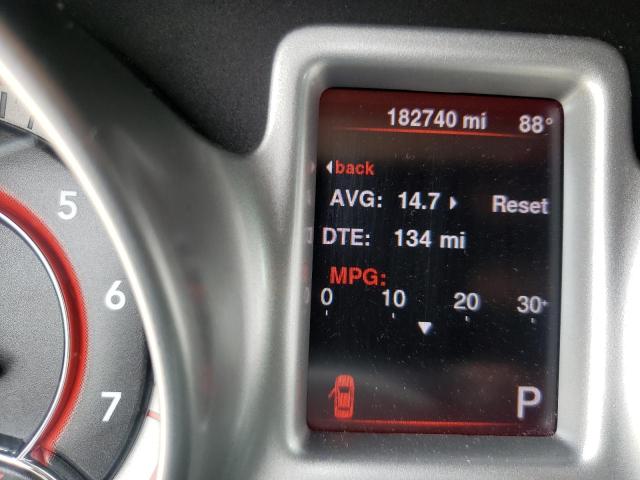 182740 mi 88°
back
AVG: 14.7 Reset
DTE: 134 mi
MPG:
0 10 20 30+
P
5
6
7